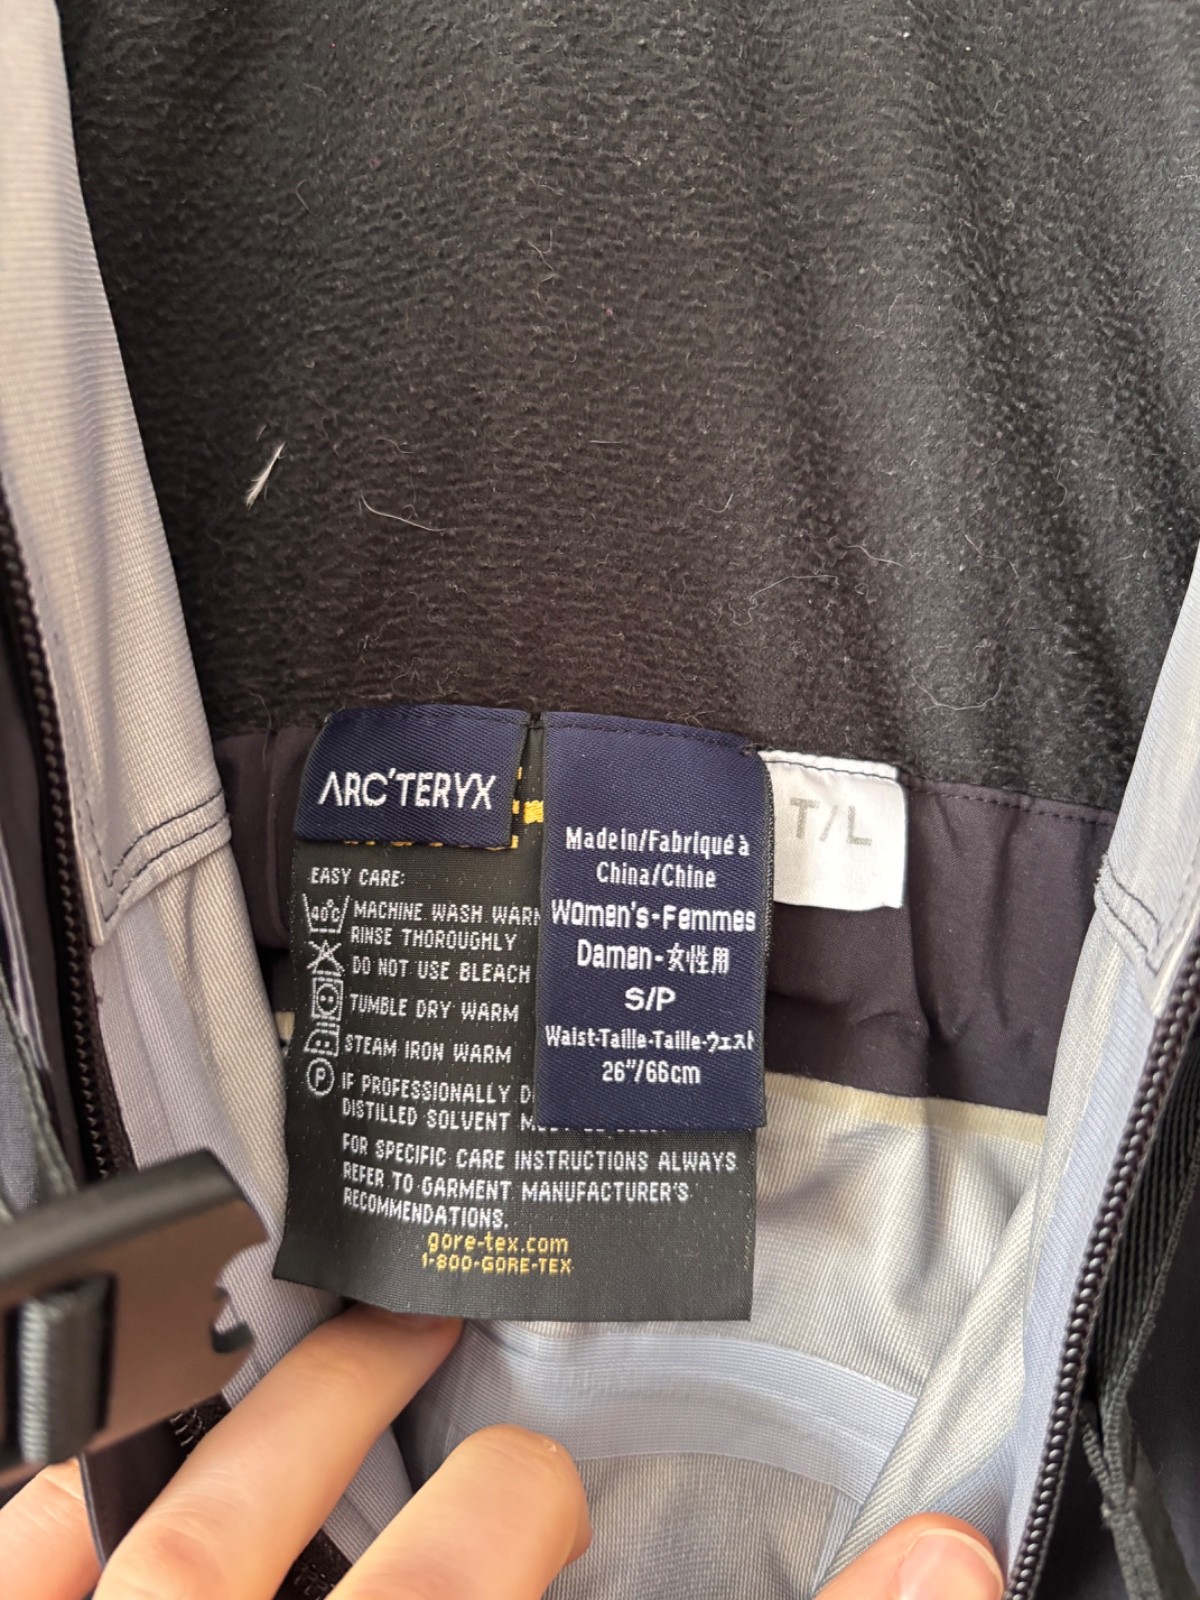 ARC'TERYX
EASY CARE:
40°C MACHINE WASH WARM
RINSE THOROUGHLY
DO NOT USE BLEACH
TUMBLE DRY WARM
STEAM IRON WARM
P IF PROFESSIONALLY
DISTILLED SOLVENT
FOR SPECIFIC CARE INSTRUCTIONS ALWAYS
REFER TO GARMENT MANUFACTURER'S
RECOMMENDATIONS.
gore-tex.com
1-800-GORE-TEX
Made in/Fabriqué à
China/Chine
Women's-Femmes
Damen-女性用
S/P
Waist-Taille-Taille-ウェスト
26"/66cm
T/L